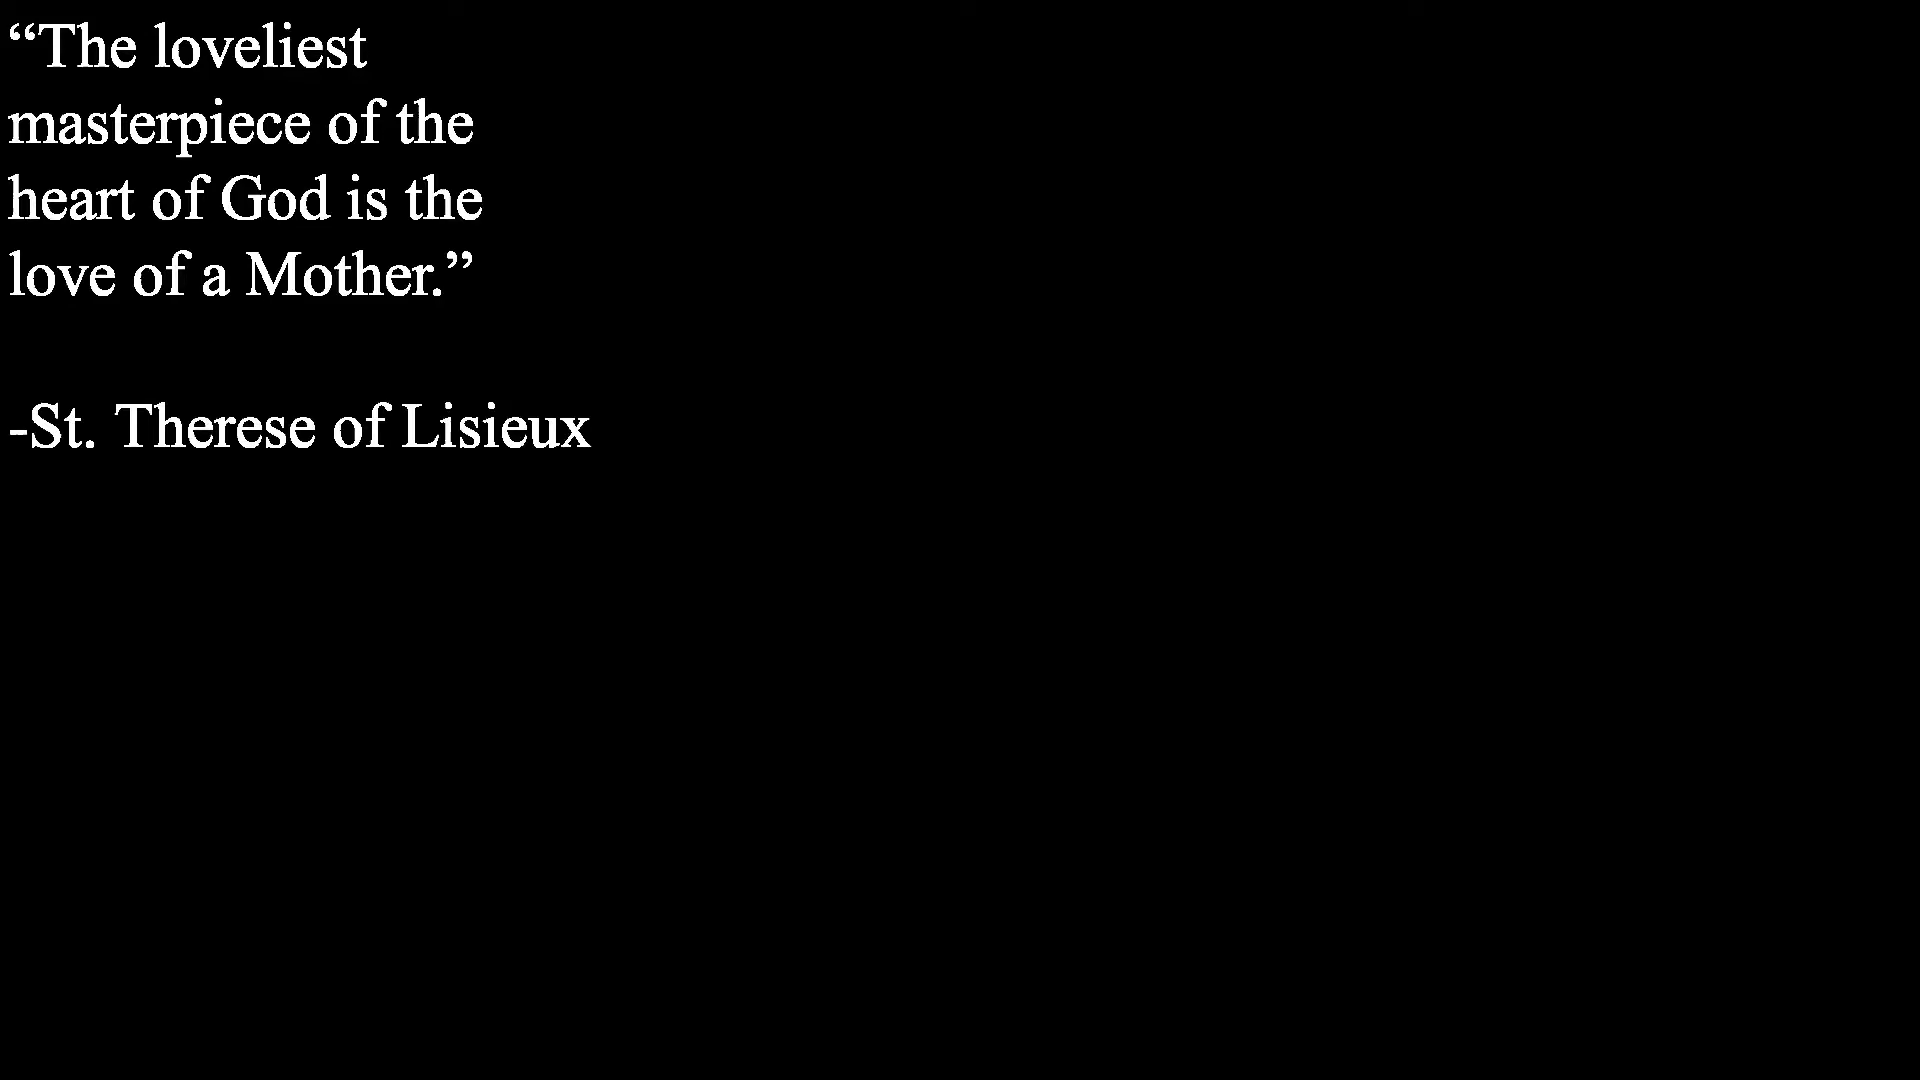 “The loveliest
masterpiece of the
heart of God is the
love of a Mother.”
-St. Therese of Lisieux